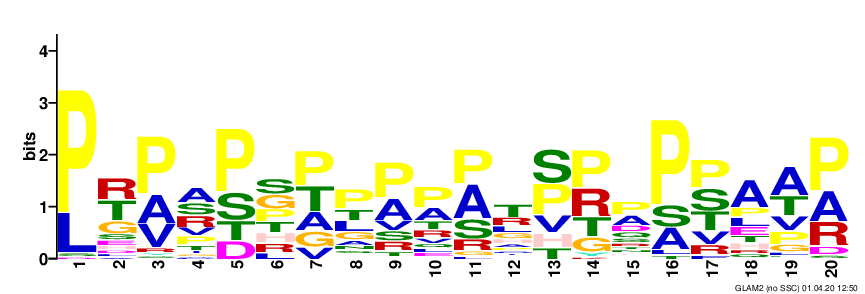 4
3
2
1
0
bits
P L
R T G S E
P A V R
A S R V P T
P S T D
S G P T H R L
P T A G V
P T L G A S
P A V S R T
P A T R V S L E
P A S R G
T R L S G H A V
S P V H T
P R T G V
P A D S R
P S A L T
P S T V R L
A P L E T H R
A T V P G S
P A R D G
1 2 3 4 5 6 7 8 9 10 11 12 13 14 15 16 17 18 19 20
GLAM2 (no SSC) 01.04.20 12:50